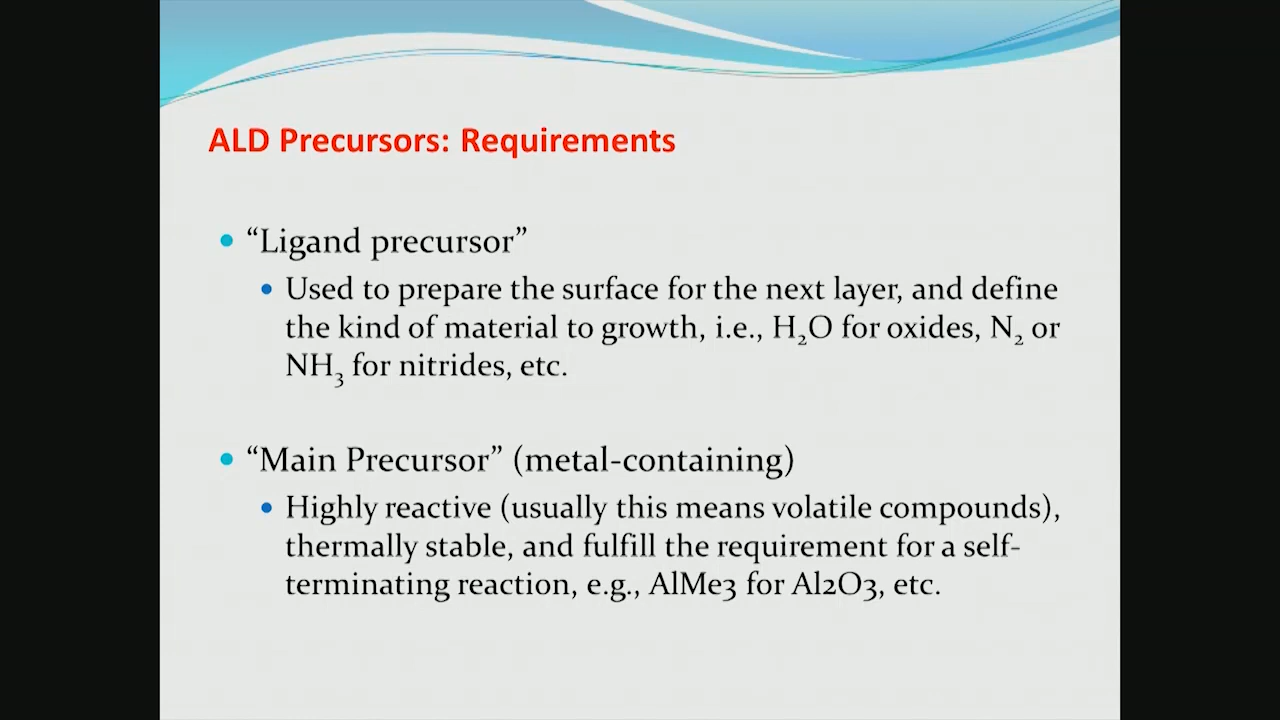 ALD Precursors: Requirements
• “Ligand precursor”
• Used to prepare the surface for the next layer, and define
the kind of material to growth, i.e., H₂O for oxides, N₂ or
NH₃ for nitrides, etc.
• “Main Precursor” (metal-containing)
• Highly reactive (usually this means volatile compounds),
thermally stable, and fulfill the requirement for a self-
terminating reaction, e.g., AlMe3 for Al2O3, etc.